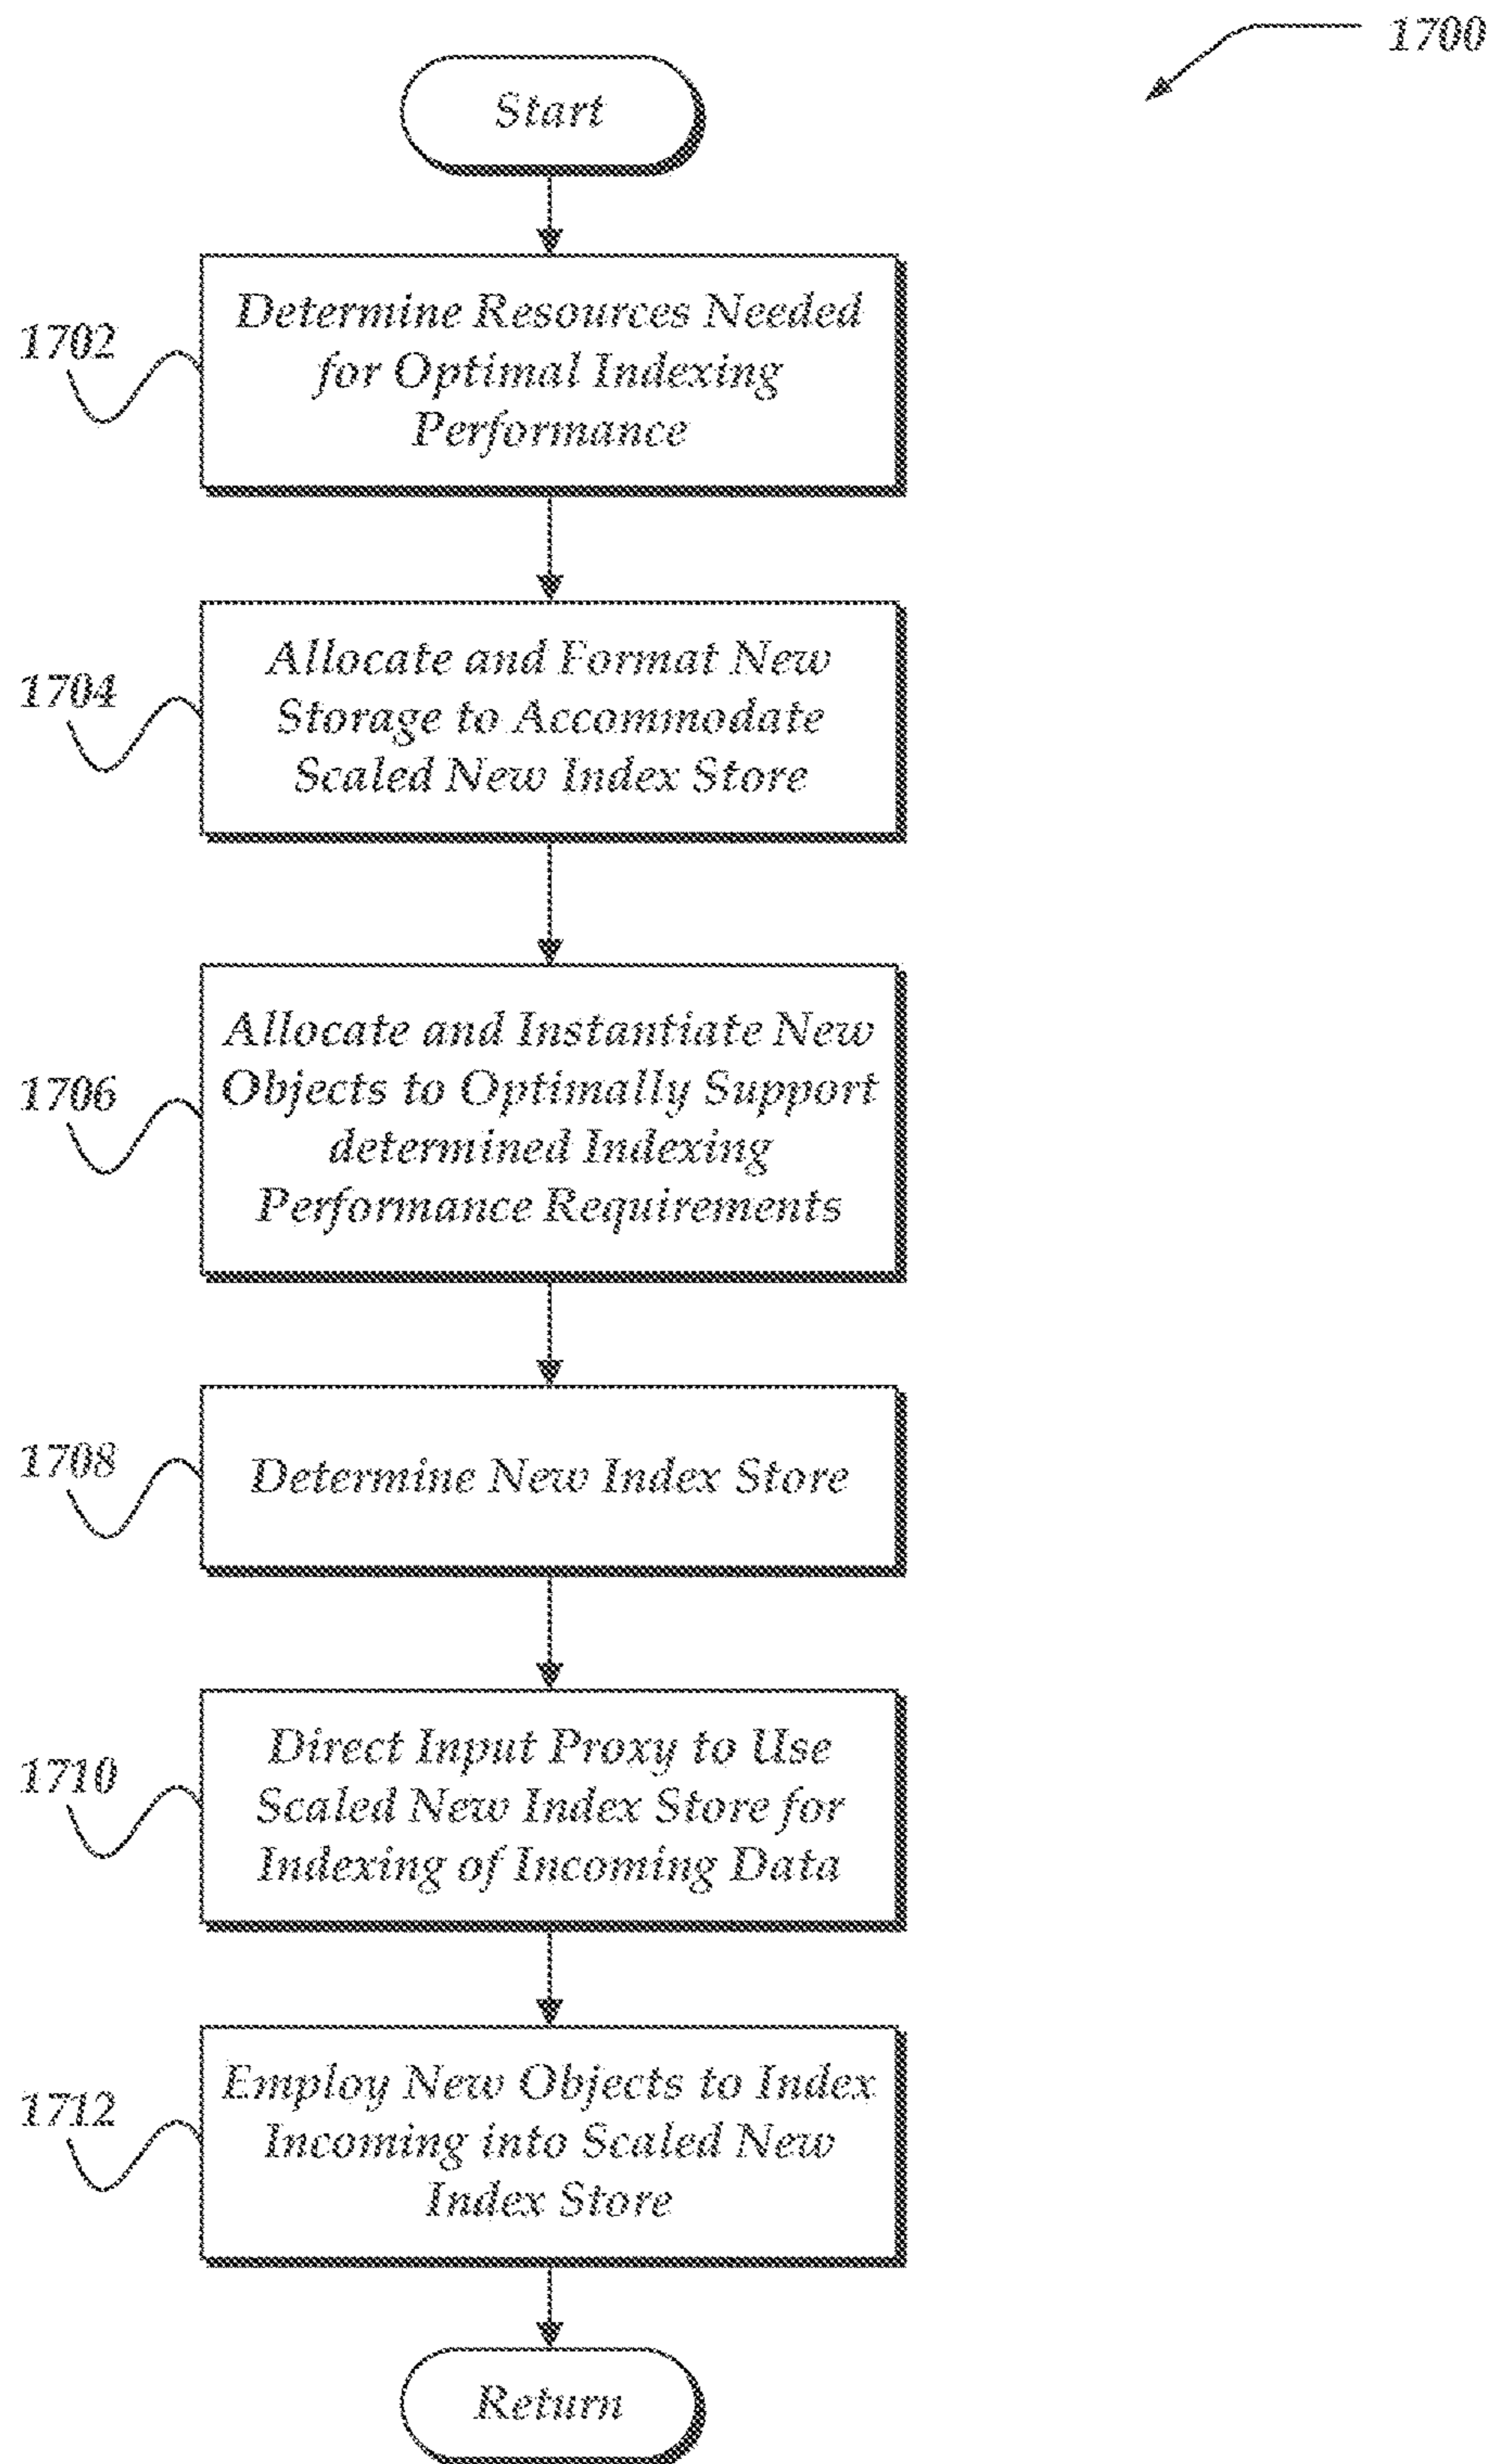 1700
Start
1702
Determine Resources Needed
for Optimal Indexing
Performance
1704
Allocate and Format New
Storage to Accommodate
Scaled New Index Store
1706
Allocate and Instantiate New
Objects to Optimally Support
determined Indexing
Performance Requirements
1708
Determine New Index Store
1710
Direct Input Proxy to Use
Scaled New Index Store for
Indexing of Incoming Data
1712
Employ New Objects to Index
Incoming into Scaled New
Index Store
Return